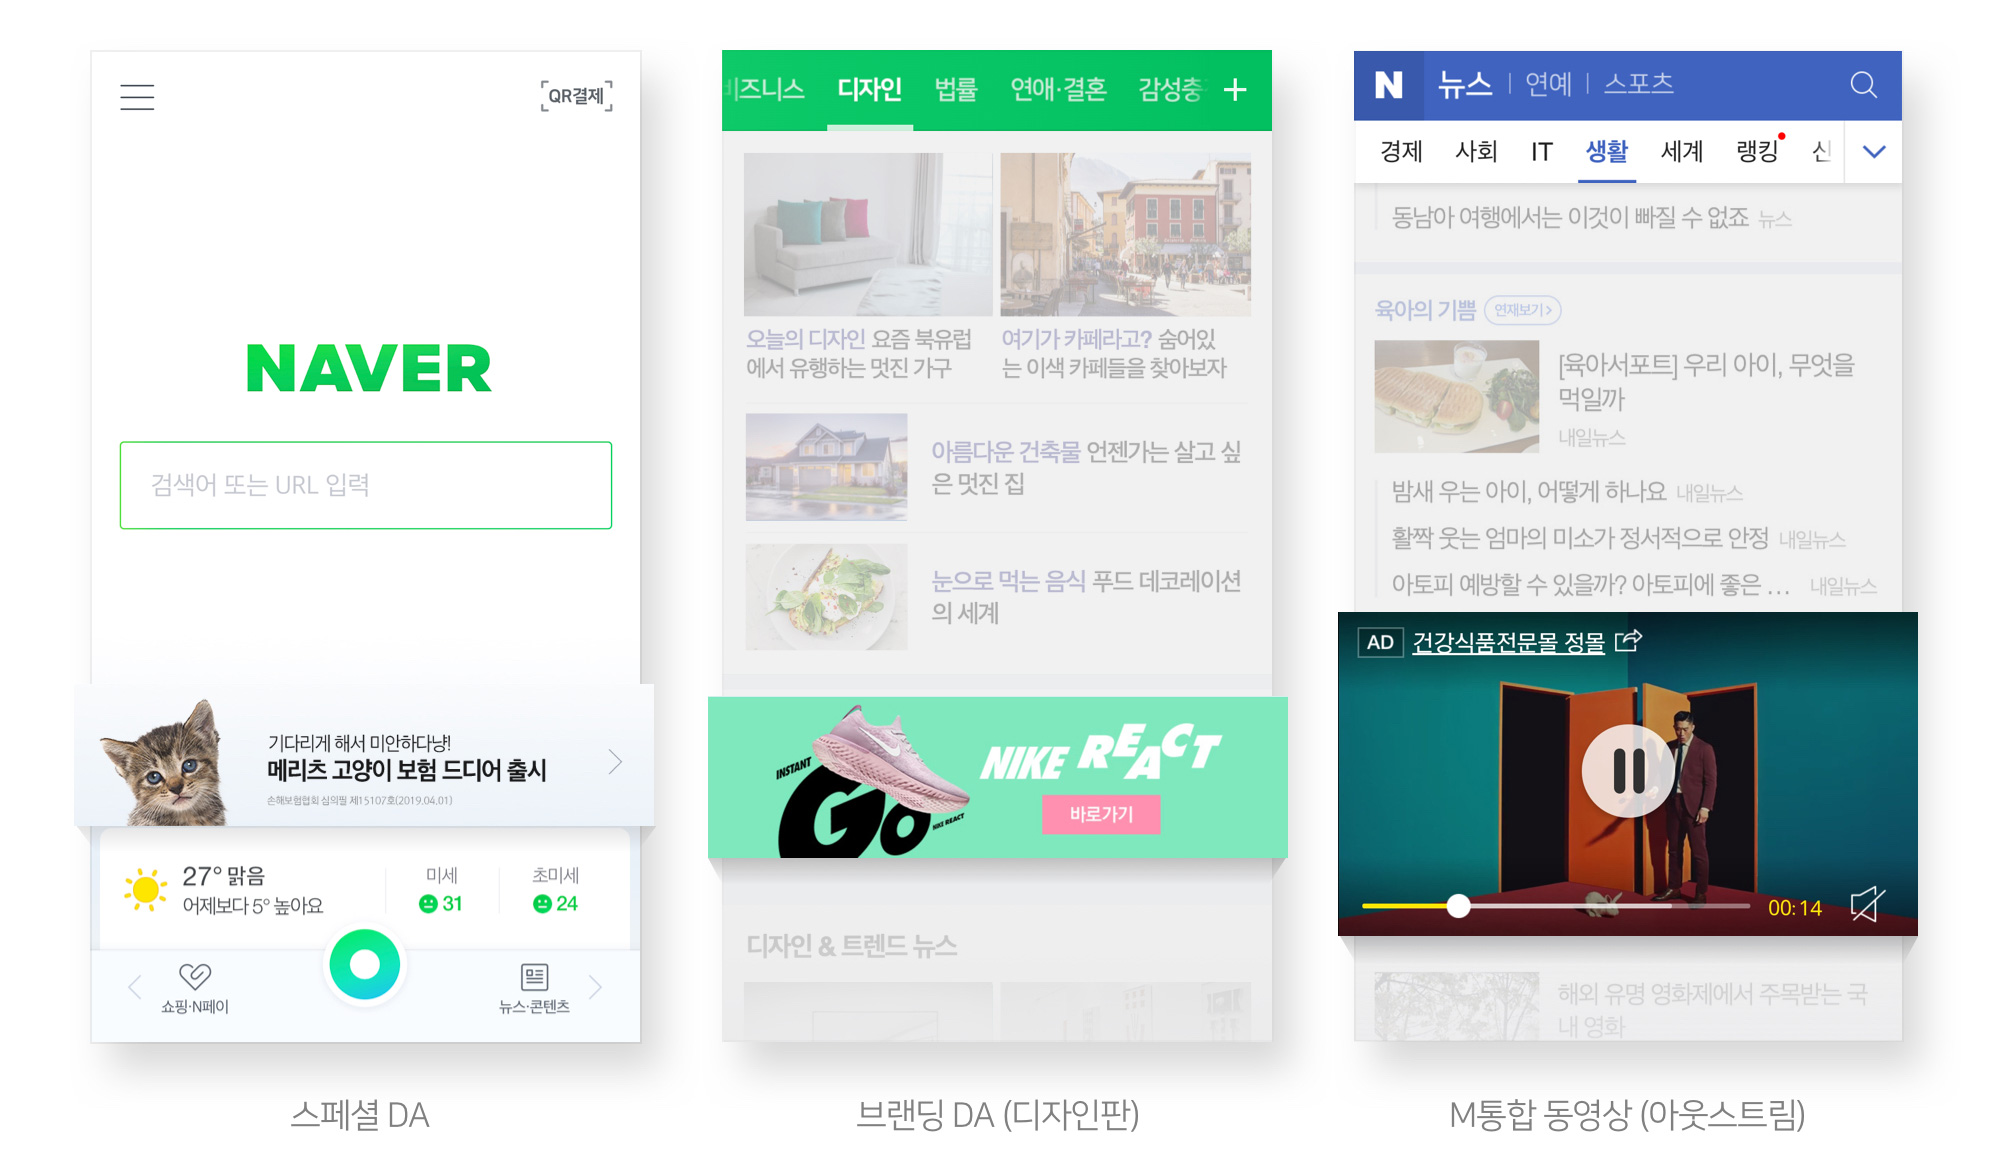 QR결제
NAVER
검색어 또는 URL 입력
기다리게 해서 미안하다냥!
메리츠 고양이 보험 드디어 출시
손해보험협회 심의필 제15107호(2019.04.01)
27° 맑음
어제보다 5° 높아요
미세
31
초미세
24
쇼핑·N페이
뉴스·콘텐츠
스페셜 DA
비즈니스 디자인 법률 연애·결혼 감성충
오늘의 디자인 요즘 북유럽
에서 유행하는 멋진 가구
여기가 카페라고? 숨어있
는 이색 카페들을 찾아보자
아름다운 건축물 언젠가는 살고 싶
은 멋진 집
눈으로 먹는 음식 푸드 데코레이션
의 세계
INSTANT
GO
NIKE REACT
NIKE REACT
바로가기
디자인 & 트렌드 뉴스
브랜딩 DA (디자인판)
N 뉴스 | 연예 | 스포츠
경제 사회 IT 생활 세계 랭킹 신
동남아 여행에서는 이것이 빠질 수 없죠 뉴스
육아의 기쁨 연재보기>
[육아서포트] 우리 아이, 무엇을
먹일까
내일뉴스
밤새 우는 아이, 어떻게 하나요 내일뉴스
활짝 웃는 엄마의 미소가 정서적으로 안정 내일뉴스
아토피 예방할 수 있을까? 아토피에 좋은 ... 내일뉴스
AD 건강식품전문몰 정몰
00:14
해외 유명 영화제에서 주목받는 국
내 영화
M통합 동영상 (아웃스트림)